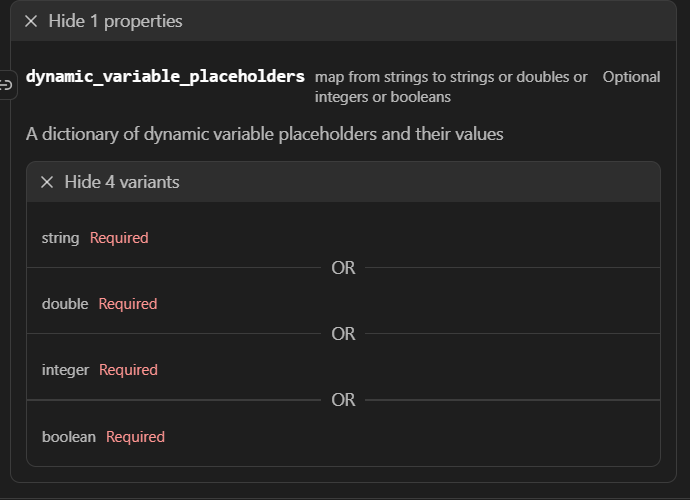 Hide 1 properties
dynamic_variable_placeholders map from strings to strings or doubles or Optional
integers or booleans
A dictionary of dynamic variable placeholders and their values
Hide 4 variants
string Required
OR
double Required
OR
integer Required
OR
boolean Required